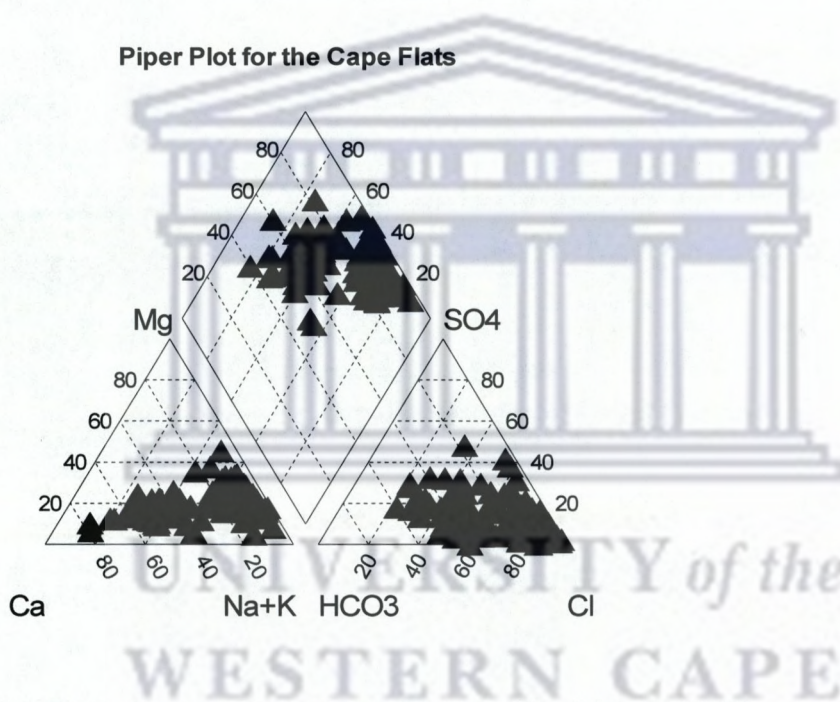 Piper Plot for the Cape Flats
80 80
60 60
40 40
20 20
Mg SO4
80 80
60 60
40 40
20 20
80 60 40 20 20 40 60 80
Ca Na+K HCO3 Cl
UNIVERSITY of the
WESTERN CAPE